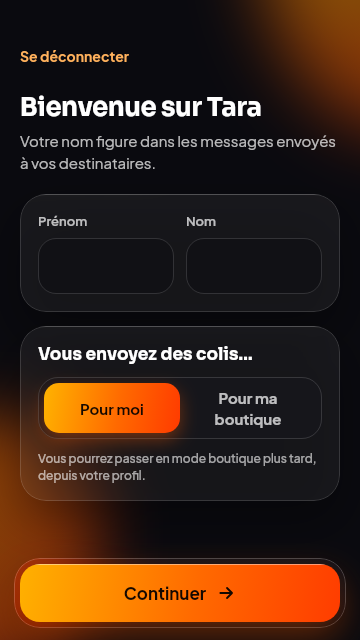 Se déconnecter
Bienvenue sur Tara
Votre nom figure dans les messages envoyés
à vos destinataires.
Prénom
Nom
Vous envoyez des colis...
Pour moi
Pour ma
boutique
Vous pourrez passer en mode boutique plus tard,
depuis votre profil.
Continuer →